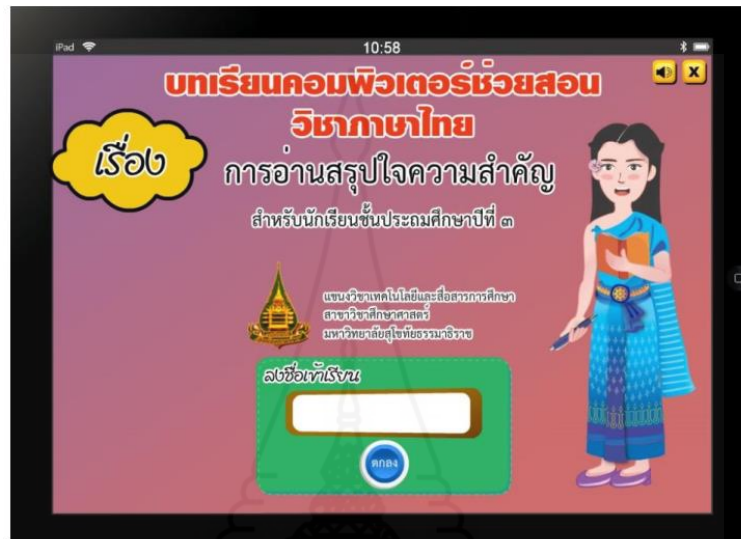 iPad
10:58
X
บทเรียนคอมพิวเตอร์ช่วยสอน
วิชาภาษาไทย
เรื่อง
การอ่านสรุปใจความสำคัญ
สำหรับนักเรียนชั้นประถมศึกษาปีที่ ๓
แขนงวิชาเทคโนโลยีและสื่อสารการศึกษา
สาขาวิชาศึกษาศาสตร์
มหาวิทยาลัยสุโขทัยธรรมาธิราช
ลงชื่อเข้าเรียน
ตกลง